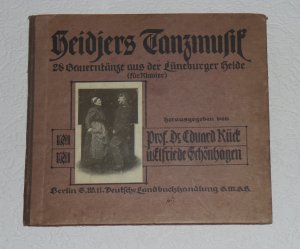 Heidjers Tanzmusik
28 Bauerntänze aus der Lüneburger Heide
(für Klavier)
herausgegeben von
Prof. Dr. Eduard Kück
u. Elfriede Schönhagen
Berlin S.W.11. Deutsche Landbuchhandlung G.m.b.H.